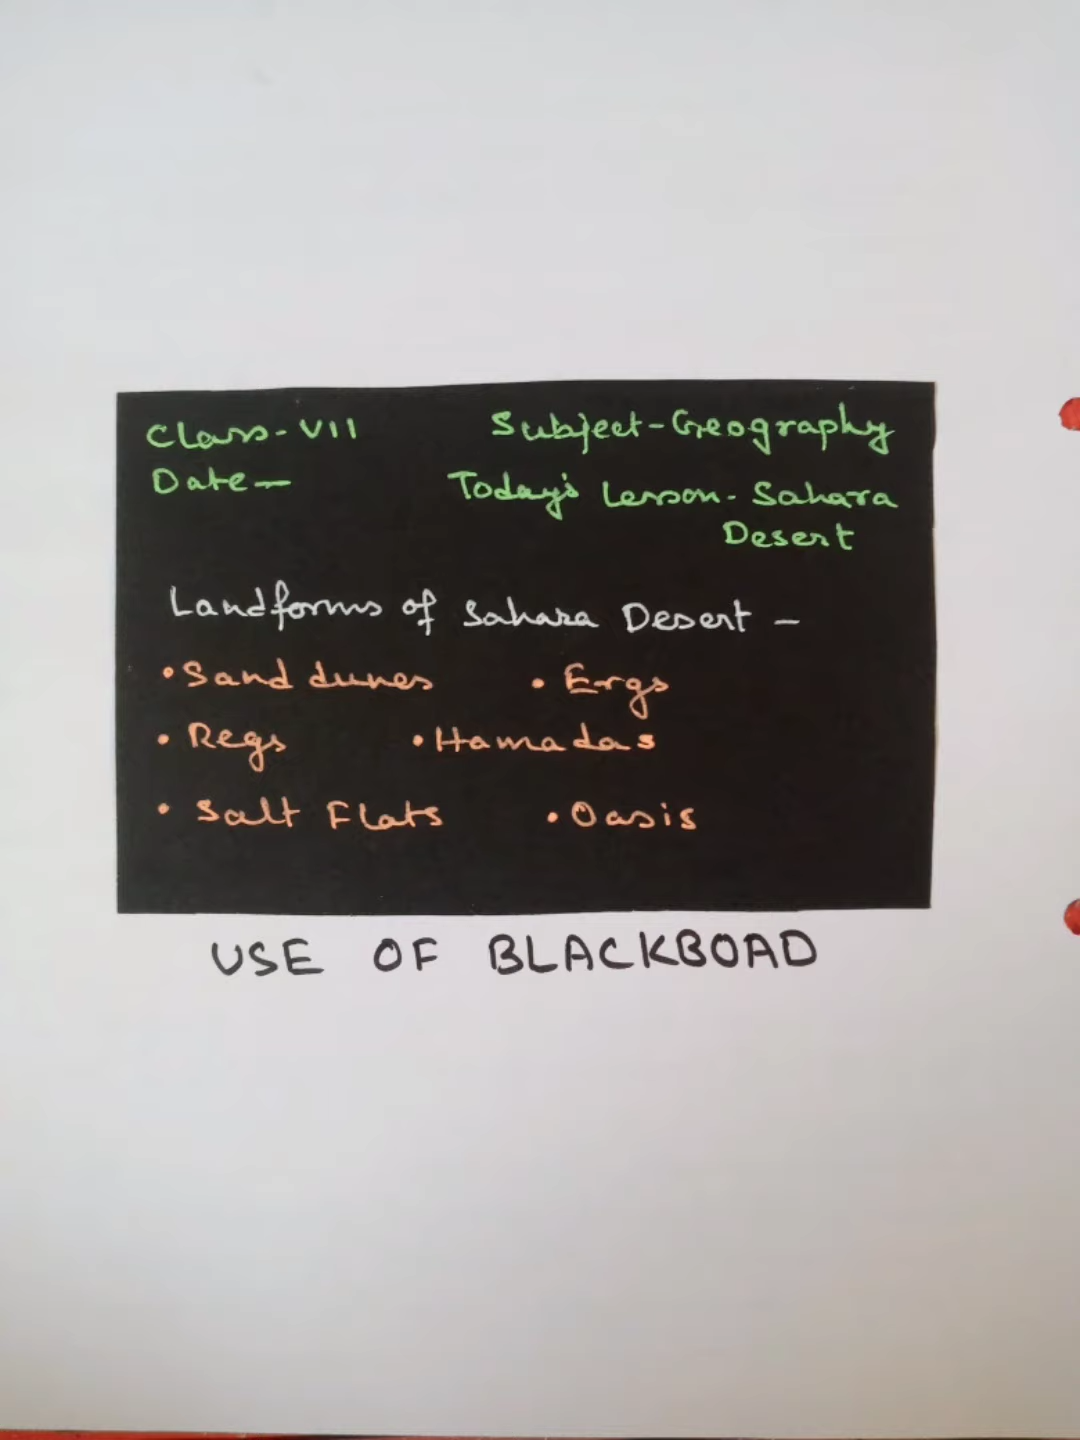 Class-VII Subject-Geography
Date— Today's Lesson- Sahara
Desert
Landforms of Sahara Desert —
• Sand dunes • Ergs
• Regs • Hamadas
• Salt Flats • Oasis
USE OF BLACKBOAD